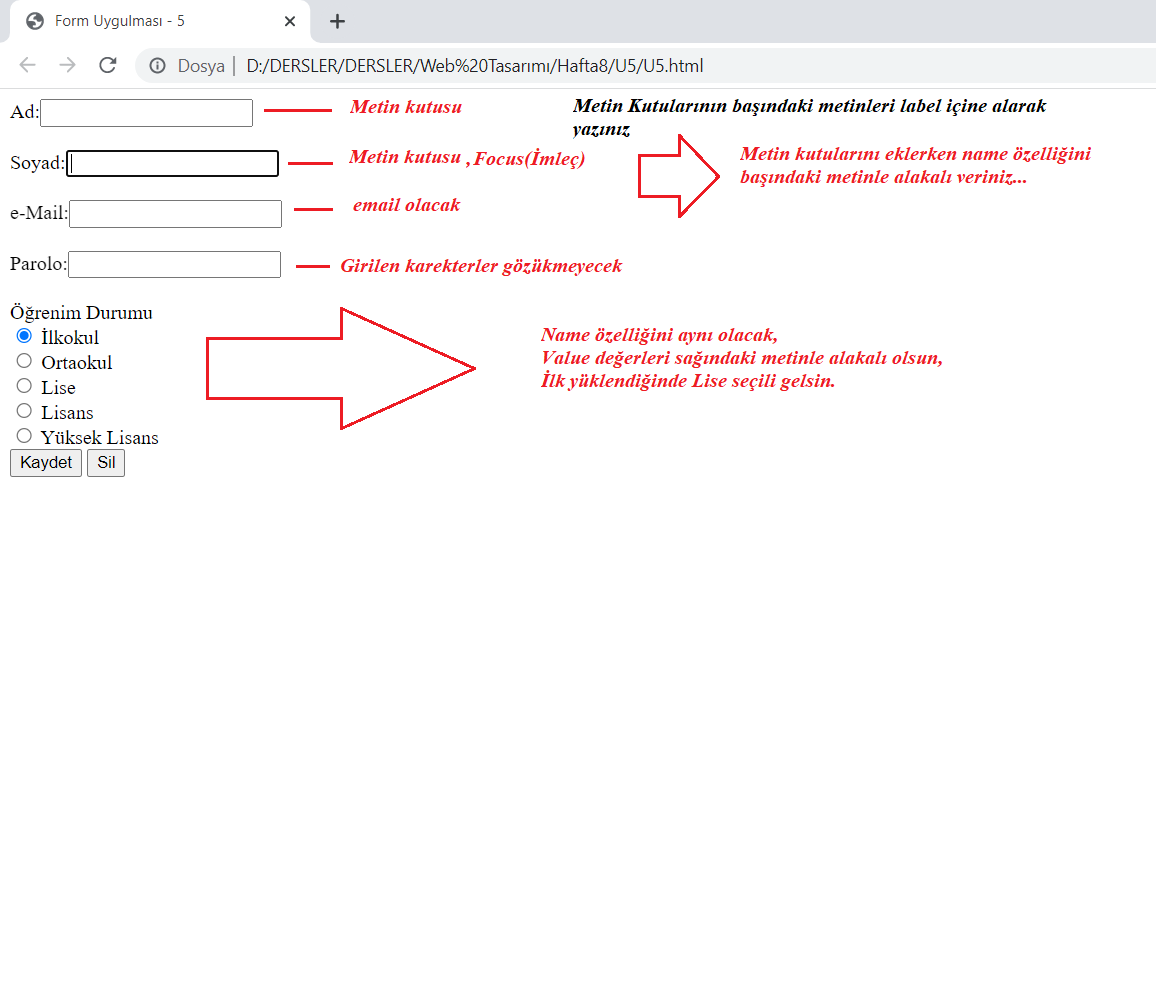 Form Uygulması - 5
Dosya | D:/DERSLER/DERSLER/Web%20Tasarımı/Hafta8/U5/U5.html
Ad: Metin kutusu
Metin Kutularının başındaki metinleri label içine alarak
yazınız
Soyad: Metin kutusu ,Focus(İmleç)
Metin kutularını eklerken name özelliğini
başındaki metinle alakalı veriniz...
e-Mail: email olacak
Parolo: Girilen karekterler gözükmeyecek
Öğrenim Durumu
İlkokul
Ortaokul
Lise
Lisans
Yüksek Lisans
Name özelliğini aynı olacak,
Value değerleri sağındaki metinle alakalı olsun,
İlk yüklendiğinde Lise seçili gelsin.
Kaydet Sil